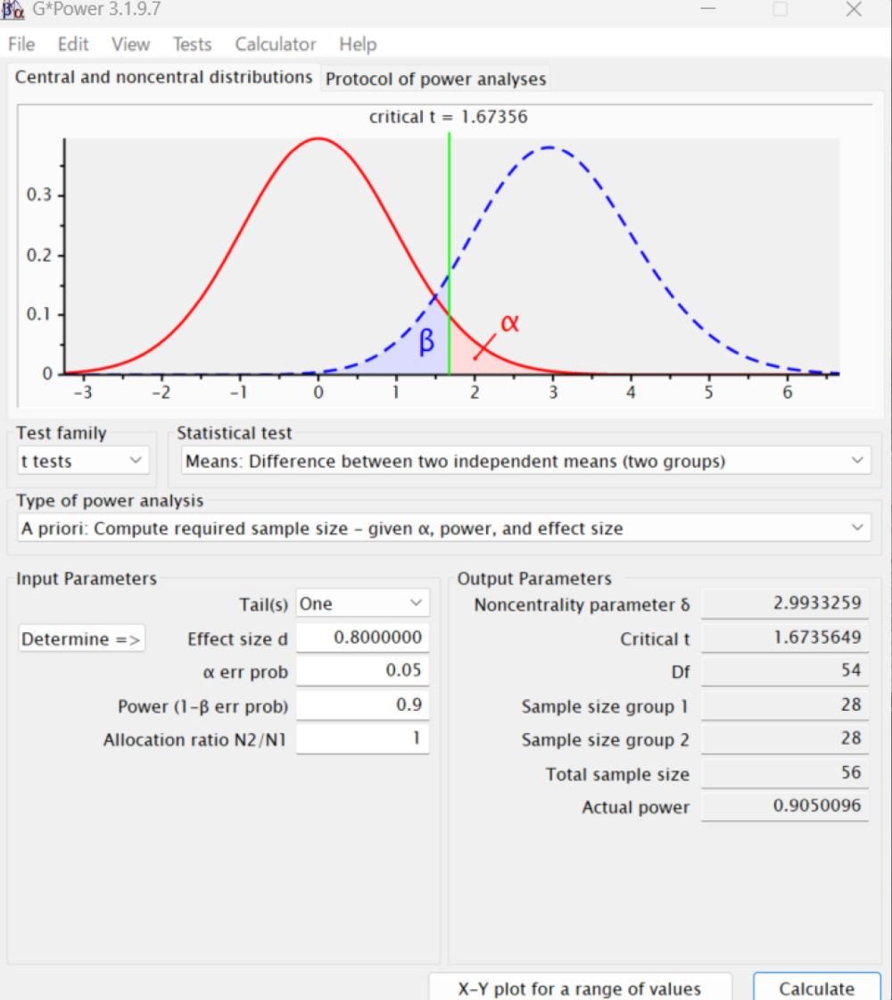 G*Power 3.1.9.7
File Edit View Tests Calculator Help
Central and noncentral distributions Protocol of power analyses
critical t = 1.67356
0.3
0.2
0.1
0
β
α
−3 −2 −1 0 1 2 3 4 5 6
Test family Statistical test
t tests Means: Difference between two independent means (two groups)
Type of power analysis
A priori: Compute required sample size – given α, power, and effect size
Input Parameters
Tail(s) One
Determine => Effect size d 0.8000000
α err prob 0.05
Power (1−β err prob) 0.9
Allocation ratio N2/N1 1
Output Parameters
Noncentrality parameter δ 2.9933259
Critical t 1.6735649
Df 54
Sample size group 1 28
Sample size group 2 28
Total sample size 56
Actual power 0.9050096
X−Y plot for a range of values Calculate